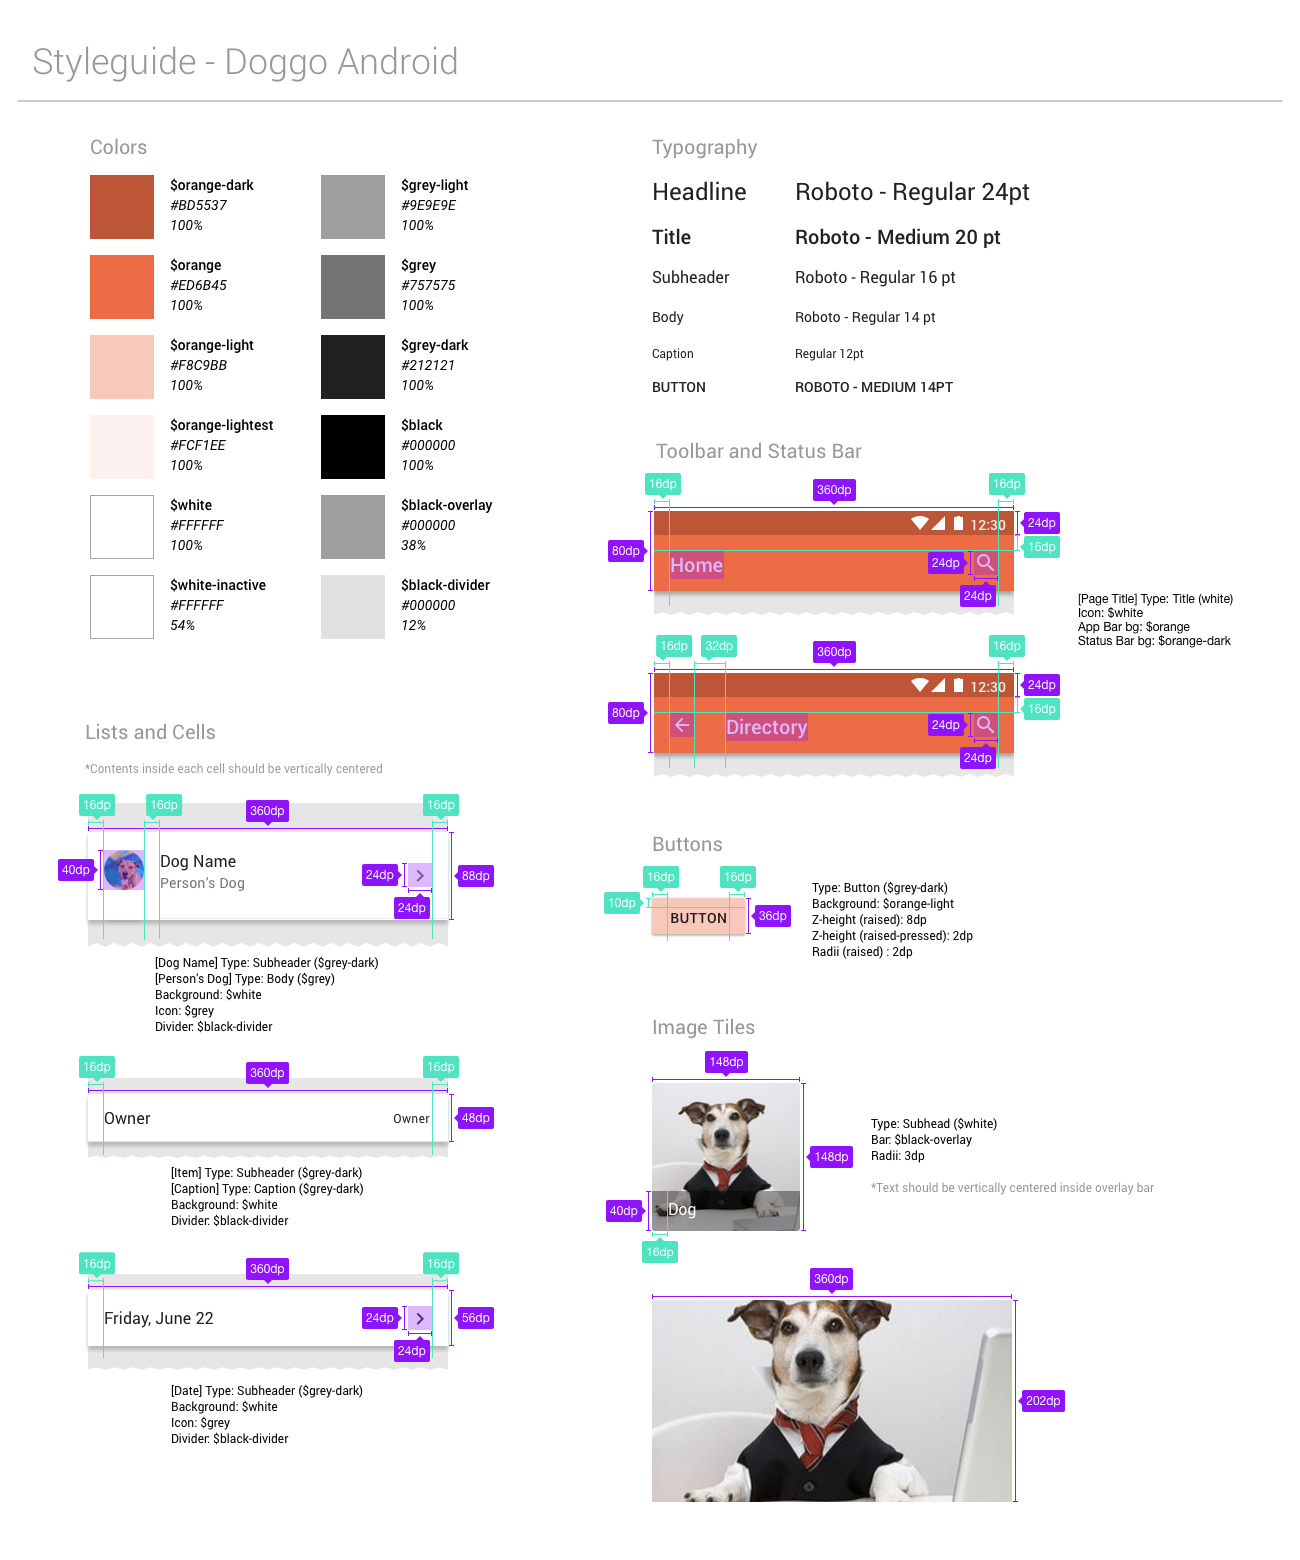 Styleguide - Doggo Android
Colors
$orange-dark
#BD5537
100%
$orange
#ED6B45
100%
$orange-light
#F8C9BB
100%
$orange-lightest
#FCF1EE
100%
$white
#FFFFFF
100%
$white-inactive
#FFFFFF
54%
$grey-light
#9E9E9E
100%
$grey
#757575
100%
$grey-dark
#212121
100%
$black
#000000
100%
$black-overlay
#000000
38%
$black-divider
#000000
12%
Lists and Cells
*Contents inside each cell should be vertically centered
16dp
16dp
360dp
16dp
40dp
Dog Name
Person's Dog
24dp
24dp
88dp
[Dog Name] Type: Subheader ($grey-dark)
[Person's Dog] Type: Body ($grey)
Background: $white
Icon: $grey
Divider: $black-divider
16dp
360dp
16dp
Owner
Owner
48dp
[Item] Type: Subheader ($grey-dark)
[Caption] Type: Caption ($grey-dark)
Background: $white
Divider: $black-divider
16dp
360dp
16dp
Friday, June 22
24dp
24dp
56dp
[Date] Type: Subheader ($grey-dark)
Background: $white
Icon: $grey
Divider: $black-divider
Typography
Headline Roboto - Regular 24pt
Title Roboto - Medium 20 pt
Subheader Roboto - Regular 16 pt
Body Roboto - Regular 14 pt
Caption Regular 12pt
BUTTON ROBOTO - MEDIUM 14PT
Toolbar and Status Bar
16dp
360dp
16dp
12:30
24dp
80dp
16dp
Home
24dp
24dp
[Page Title] Type: Title (white)
Icon: $white
App Bar bg: $orange
Status Bar bg: $orange-dark
16dp
32dp
360dp
16dp
12:30
24dp
80dp
16dp
Directory
24dp
24dp
Buttons
16dp
16dp
10dp
BUTTON
36dp
Type: Button ($grey-dark)
Background: $orange-light
Z-height (raised): 8dp
Z-height (raised-pressed): 2dp
Radii (raised) : 2dp
Image Tiles
148dp
148dp
40dp
Dog
16dp
Type: Subhead ($white)
Bar: $black-overlay
Radii: 3dp
*Text should be vertically centered inside overlay bar
360dp
202dp